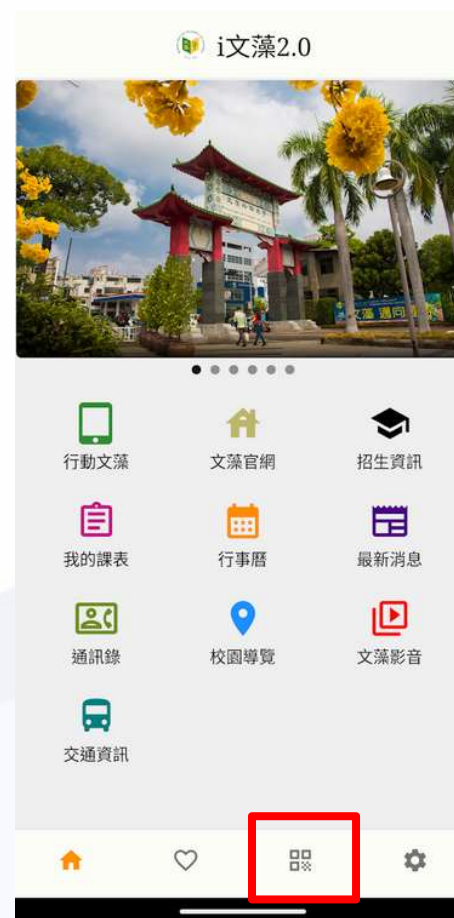 i文藻2.0
行動文藻
文藻官網
招生資訊
我的課表
行事曆
最新消息
通訊錄
校園導覽
文藻影音
交通資訊